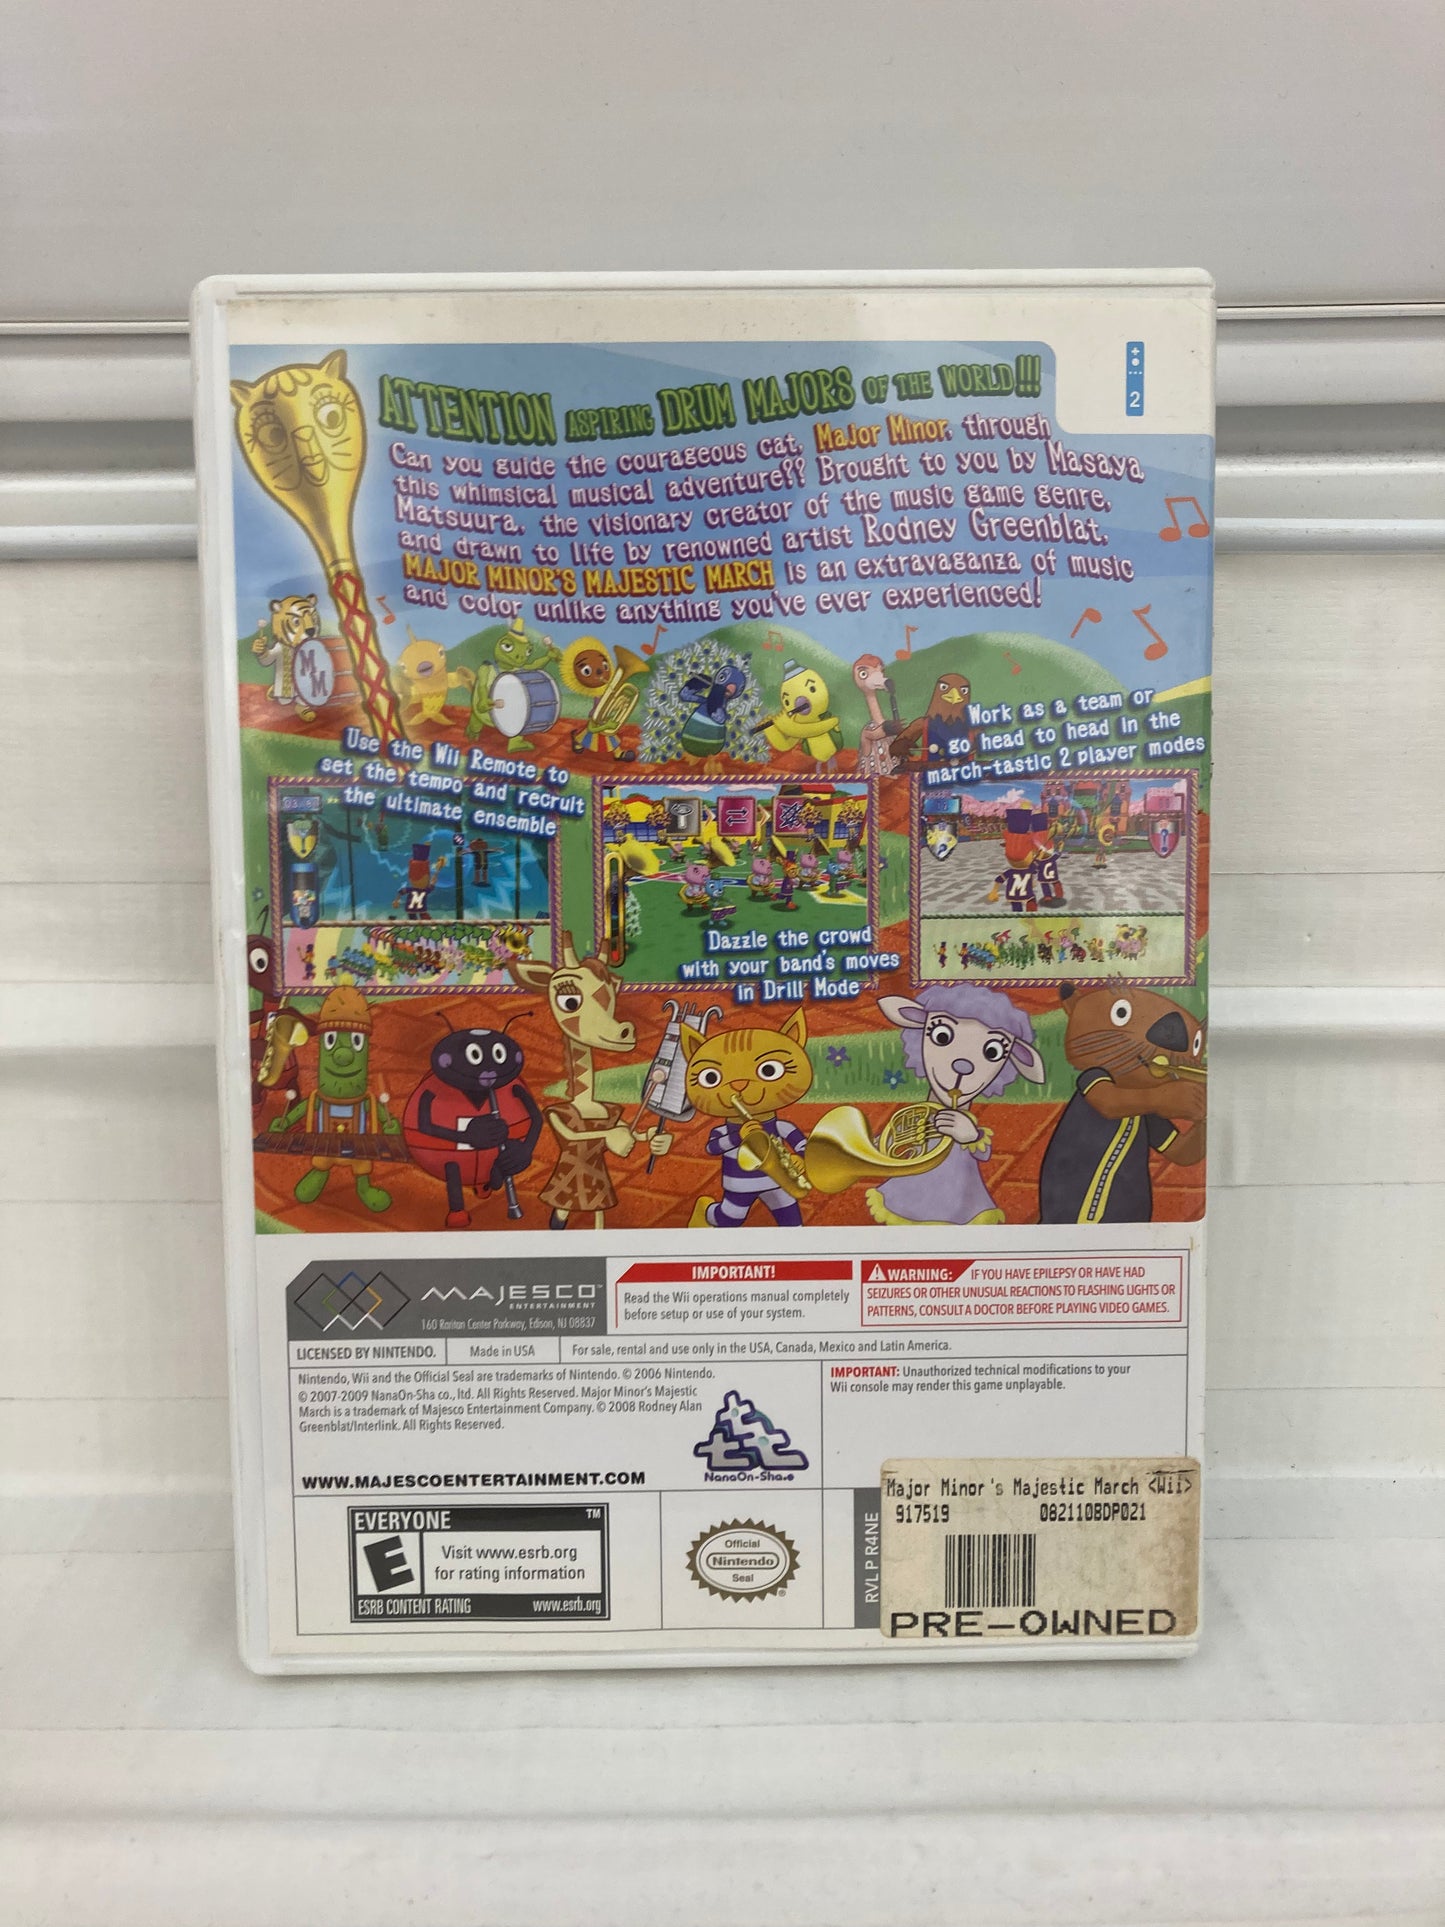 ATTENTION ASPIRING DRUM MAJORS OF THE WORLD!!!
2
Can you guide the courageous cat, Major Minor, through
this whimsical musical adventure?? Brought to you by Masaya
Matsuura, the visionary creator of the music game genre,
and drawn to life by renowned artist Rodney Greenblat,
MAJOR MINOR'S MAJESTIC MARCH is an extravaganza of music
and color unlike anything you've ever experienced!
M
M
Use the Wii Remote to
set the tempo and recruit
the ultimate ensemble
Work as a team or
go head to head in the
march-tastic 2 player modes
M
M G
Dazzle the crowd
with your band's moves
in Drill Mode
MAJESCO™
ENTERTAINMENT
160 Raritan Center Parkway, Edison, NJ 08837
IMPORTANT!
Read the Wii operations manual completely
before setup or use of your system.
WARNING: IF YOU HAVE EPILEPSY OR HAVE HAD
SEIZURES OR OTHER UNUSUAL REACTIONS TO FLASHING LIGHTS OR
PATTERNS, CONSULT A DOCTOR BEFORE PLAYING VIDEO GAMES.
LICENSED BY NINTENDO.
Made in USA
For sale, rental and use only in the USA, Canada, Mexico and Latin America.
Nintendo, Wii and the Official Seal are trademarks of Nintendo. © 2006 Nintendo.
© 2007-2009 NanaOn-Sha co., ltd. All Rights Reserved. Major Minor's Majestic
March is a trademark of Majesco Entertainment Company. © 2008 Rodney Alan
Greenblat/Interlink. All Rights Reserved.
NanaOn-Sha.
WWW.MAJESCOENTERTAINMENT.COM
IMPORTANT: Unauthorized technical modifications to your
Wii console may render this game unplayable.
EVERYONE ™
E
Visit www.esrb.org
for rating information
ESRB CONTENT RATING www.esrb.org
Official
Nintendo
Seal
®
RVL P R4NE
Major Minor's Majestic March <Wii>
917519 082110BDP021
PRE-OWNED